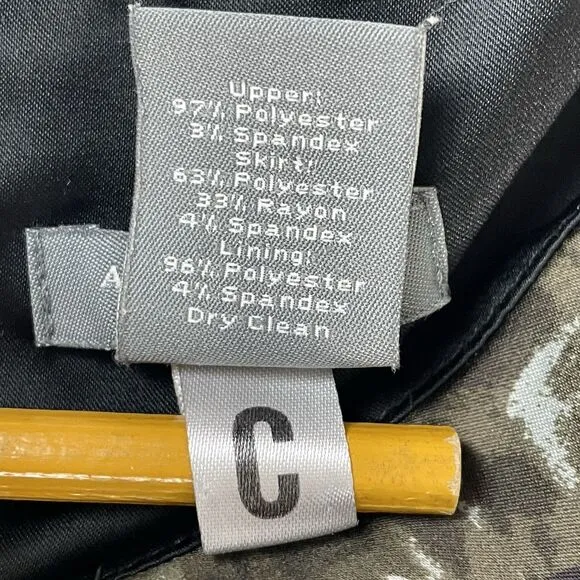 Upper:
97% Polyester
3% Spandex
Skirt:
63% Polyester
33% Rayon
4% Spandex
Lining:
96% Polyester
4% Spandex
Dry Clean
A
C